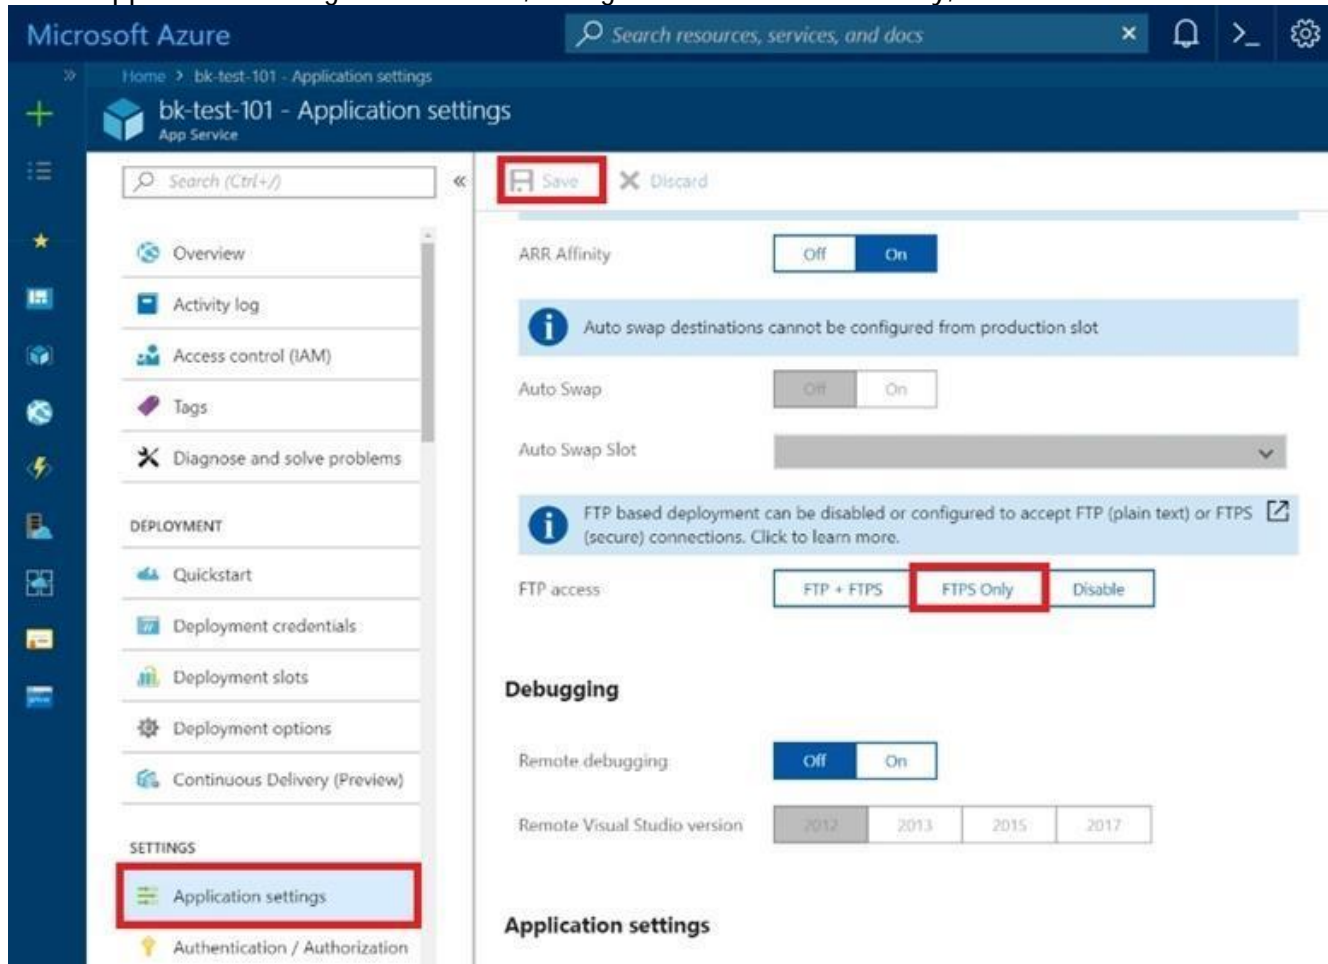 Microsoft Azure
Search resources, services, and docs
Home > bk-test-101 - Application settings
bk-test-101 - Application settings
App Service
Search (Ctrl+/)
Overview
Activity log
Access control (IAM)
Tags
Diagnose and solve problems
DEPLOYMENT
Quickstart
Deployment credentials
Deployment slots
Deployment options
Continuous Delivery (Preview)
SETTINGS
Application settings
Authentication / Authorization
Save Discard
ARR Affinity Off On
Auto swap destinations cannot be configured from production slot
Auto Swap Off On
Auto Swap Slot
FTP based deployment can be disabled or configured to accept FTP (plain text) or FTPS
(secure) connections. Click to learn more.
FTP access FTP + FTPS FTPS Only Disable
Debugging
Remote debugging Off On
Remote Visual Studio version 2012 2013 2015 2017
Application settings